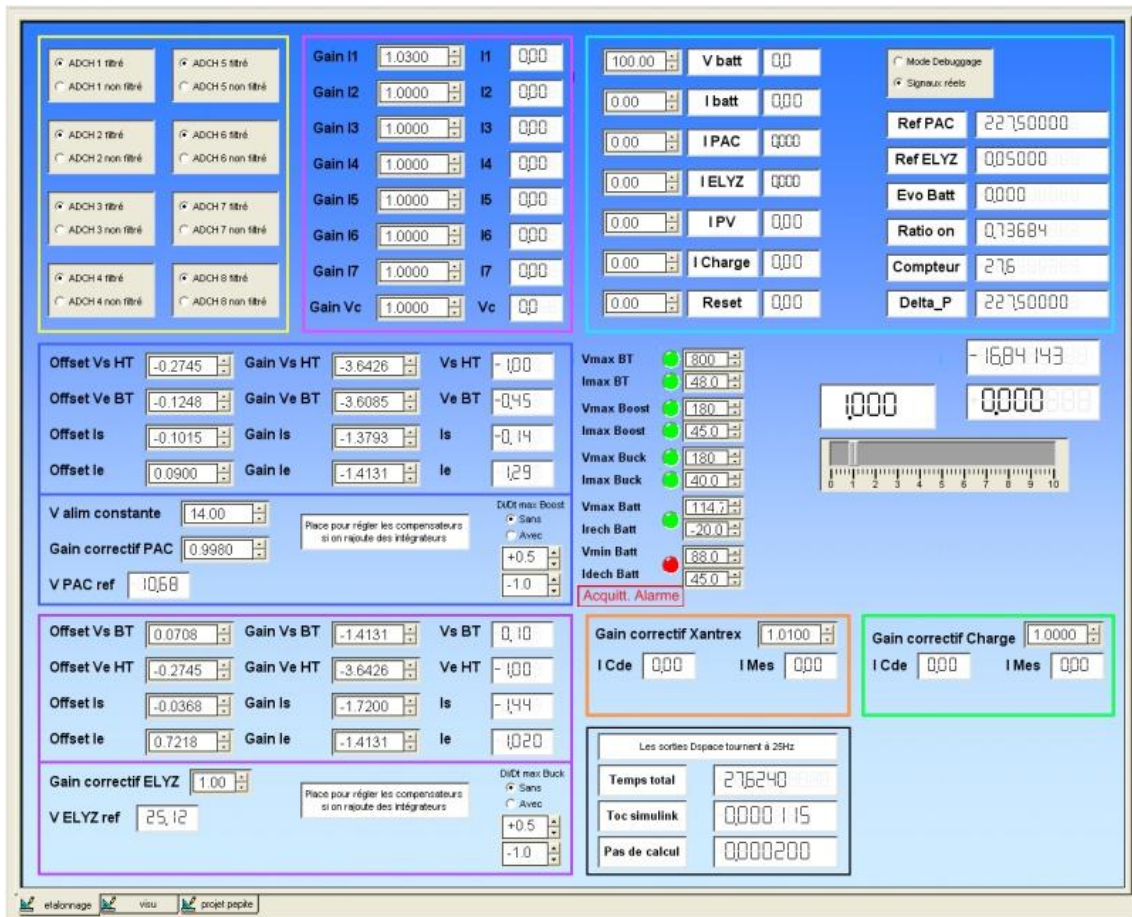 ADCH 1 filtré
ADCH 1 non filtré
ADCH 5 filtré
ADCH 5 non filtré
ADCH 2 filtré
ADCH 2 non filtré
ADCH 6 filtré
ADCH 6 non filtré
ADCH 3 filtré
ADCH 3 non filtré
ADCH 7 filtré
ADCH 7 non filtré
ADCH 4 filtré
ADCH 4 non filtré
ADCH 8 filtré
ADCH 8 non filtré
Gain I1 1.0300 I1 0,00
Gain I2 1.0000 I2 0,00
Gain I3 1.0000 I3 0,00
Gain I4 1.0000 I4 0,00
Gain I5 1.0000 I5 0,00
Gain I6 1.0000 I6 0,00
Gain I7 1.0000 I7 0,00
Gain Vc 1.0000 Vc 0,0
100.00 V batt 0,0
0.00 I batt 0,00
0.00 I PAC 0,000
0.00 I ELYZ 0,000
0.00 I PV 0,00
0.00 I Charge 0,00
0.00 Reset 0,00
Mode Debuggage
Signaux réels
Ref PAC 227,50000
Ref ELYZ 0,05000
Evo Batt 0,000
Ratio on 0,73684
Compteur 27,6
Delta_P 227,50000
Offset Vs HT -0.2745 Gain Vs HT -3.6426 Vs HT -1,00
Offset Ve BT -0.1248 Gain Ve BT -3.6085 Ve BT -0,45
Offset Is -0.1015 Gain Is -1.3793 Is -0,14
Offset Ie 0.0900 Gain Ie -1.4131 Ie 1,29
V alim constante 14.00
Gain correctif PAC 0.9980
V PAC ref 10,68
Place pour régler les compensateurs
si on rajoute des intégrateurs
Di/Dt max Boost
Sans
Avec
+0.5
-1.0
Vmax BT 800
Imax BT 48.0
Vmax Boost 180
Imax Boost 45.0
Vmax Buck 180
Imax Buck 40.0
Vmax Batt 114.7
Irech Batt -20.0
Vmin Batt 88.0
Idech Batt 45.0
Acquitt. Alarme
-16,84143
1,000
-0,000
0 1 2 3 4 5 6 7 8 9 10
Offset Vs BT 0.0708 Gain Vs BT -1.4131 Vs BT 0,10
Offset Ve HT -0.2745 Gain Ve HT -3.6426 Ve HT -1,00
Offset Is -0.0368 Gain Is -1.7200 Is -1,44
Offset Ie 0.7218 Gain Ie -1.4131 Ie 1,020
Gain correctif ELYZ 1.00
V ELYZ ref 25,12
Place pour régler les compensateurs
si on rajoute des intégrateurs
Di/Dt max Buck
Sans
Avec
+0.5
-1.0
Gain correctif Xantrex 1.0100
I Cde 0,00 I Mes 0,00
Gain correctif Charge 1.0000
I Cde 0,00 I Mes 0,00
Les sorties Dspace tournent à 25Hz
Temps total 27,6240
Toc simulink 0,000115
Pas de calcul 0,000200
etalonnage visu projet pepite